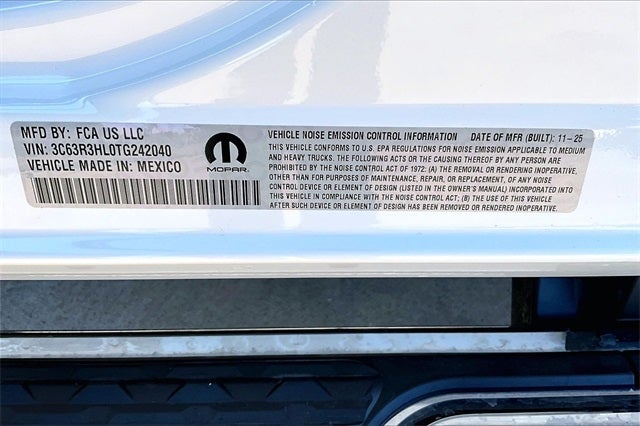 MFD BY: FCA US LLC
VIN: 3C63R3HL0TG242040
VEHICLE MADE IN: MEXICO
MOPAR.
VEHICLE NOISE EMISSION CONTROL INFORMATION DATE OF MFR (BUILT): 11-25
THIS VEHICLE CONFORMS TO U.S. EPA REGULATIONS FOR NOISE EMISSION APPLICABLE TO MEDIUM
AND HEAVY TRUCKS. THE FOLLOWING ACTS OR THE CAUSING THEREOF BY ANY PERSON ARE
PROHIBITED BY THE NOISE CONTROL ACT OF 1972: (A) THE REMOVAL OR RENDERING INOPERATIVE,
OTHER THAN FOR PURPOSES OF MAINTENANCE, REPAIR, OR REPLACEMENT, OF ANY NOISE
CONTROL DEVICE OR ELEMENT OF DESIGN (LISTED IN THE OWNER'S MANUAL) INCORPORATED INTO
THIS VEHICLE IN COMPLIANCE WITH THE NOISE CONTROL ACT; (B) THE USE OF THIS VEHICLE
AFTER SUCH DEVICE OR ELEMENT OF DESIGN HAS BEEN REMOVED OR RENDERED INOPERATIVE.